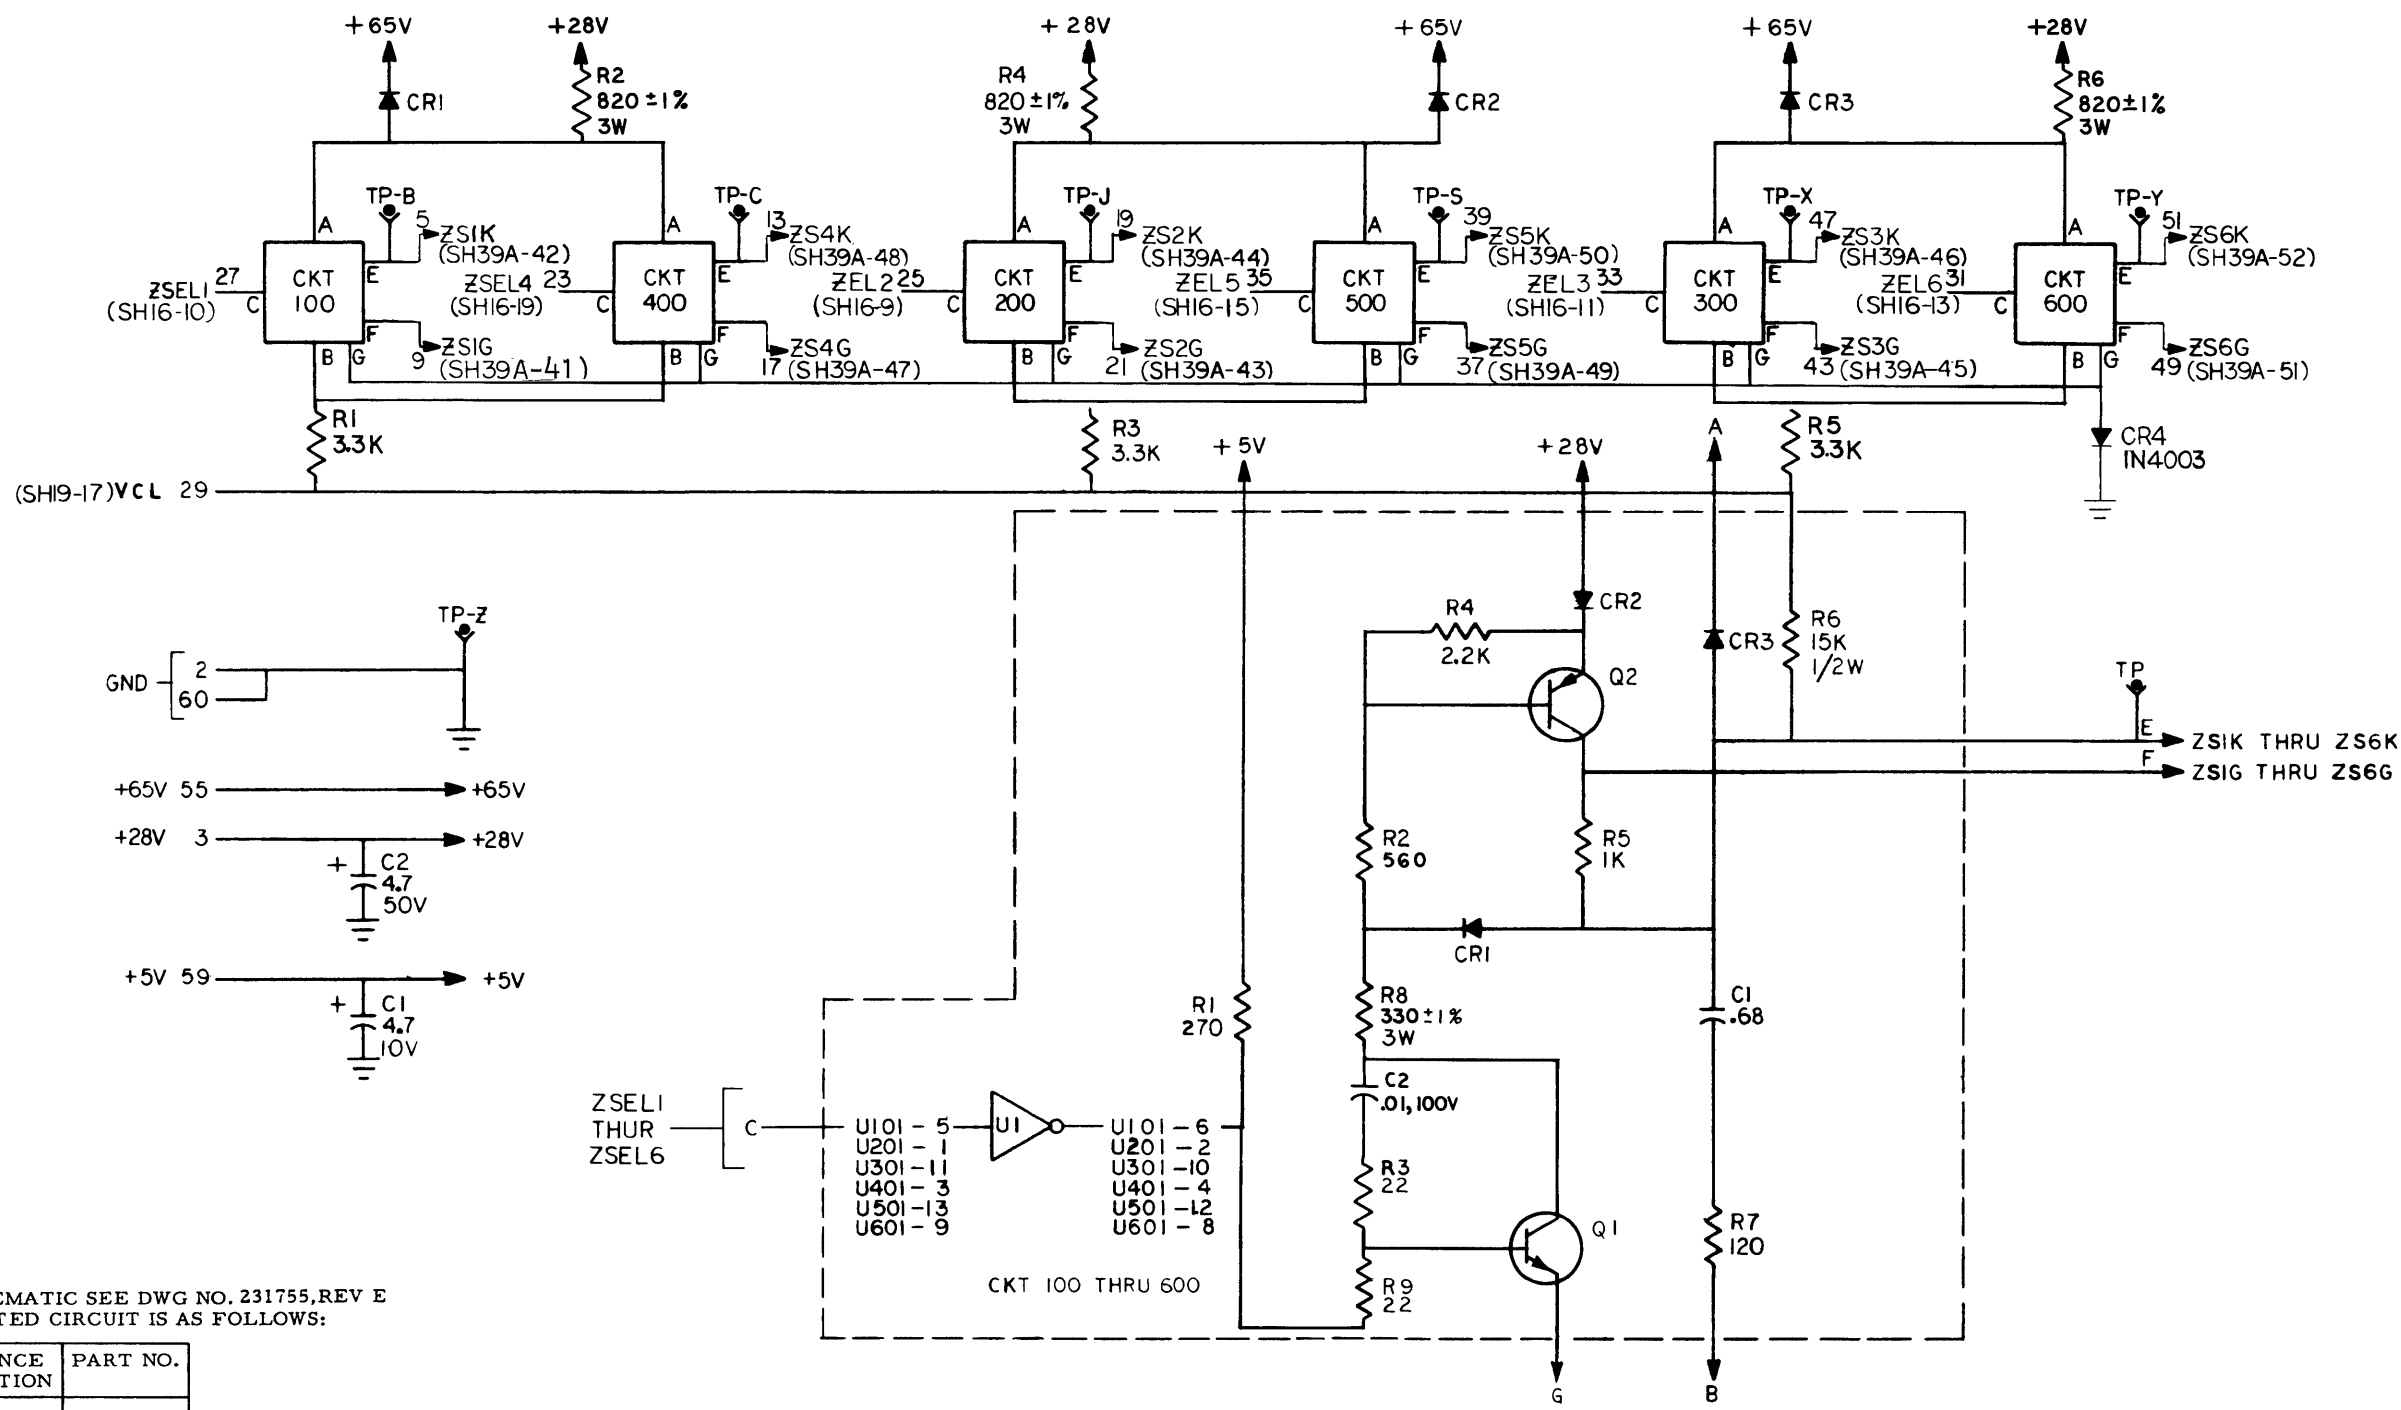 +65V
+28V
+28V
+65V
+65V
+28V
CR1
R2
820±1%
3W
R4
820±1%
3W
CR2
CR3
R6
820±1%
3W
TP-B
TP-C
TP-J
TP-S
TP-X
TP-Y
A
5
ZS1K
(SH39A-42)
A
13
ZS4K
(SH39A-48)
A
19
ZS2K
(SH39A-44)
A
39
ZS5K
(SH39A-50)
A
47
ZS3K
(SH39A-46)
A
51
ZS6K
(SH39A-52)
ZSEL1
27
(SH16-10)
C
CKT
100
E
F
B
G
ZSEL4 23
(SH16-19)
C
CKT
400
E
F
B
G
ZEL2 25
(SH16-9)
C
CKT
200
E
F
B
G
ZEL5 35
(SH16-15)
C
CKT
500
E
F
B
G
ZEL3 33
(SH16-11)
C
CKT
300
E
F
B
G
ZEL6 31
(SH16-13)
C
CKT
600
E
F
B
G
9
ZS1G
(SH39A-41)
17
ZS4G
(SH39A-47)
21
ZS2G
(SH39A-43)
37
ZS5G
(SH39A-49)
43
ZS3G
(SH39A-45)
49
ZS6G
(SH39A-51)
R1
3.3K
R3
3.3K
R5
3.3K
CR4
IN4003
(SH19-17) VCL 29
+5V
+28V
A
CR2
R4
2.2K
Q2
CR3
R6
15K
1/2W
TP
E
ZS1K THRU ZS6K
F
ZS1G THRU ZS6G
R2
560
R5
1K
CR1
R1
270
R8
330±1%
3W
C1
.68
C2
.01,100V
R3
22
Q1
R9
22
R7
120
G
B
TP-Z
GND
2
60
+65V 55
+65V
+28V 3
+28V
+
C2
4.7
50V
+5V 59
+5V
+
C1
4.7
10V
ZSEL1
THUR
ZSEL6
C
U101-5
U201-1
U301-11
U401-3
U501-13
U601-9
U1
U101-6
U201-2
U301-10
U401-4
U501-12
U601-8
CKT 100 THRU 600
EMATIC SEE DWG NO. 231755,REV E
TED CIRCUIT IS AS FOLLOWS:
NCE
TION
PART NO.